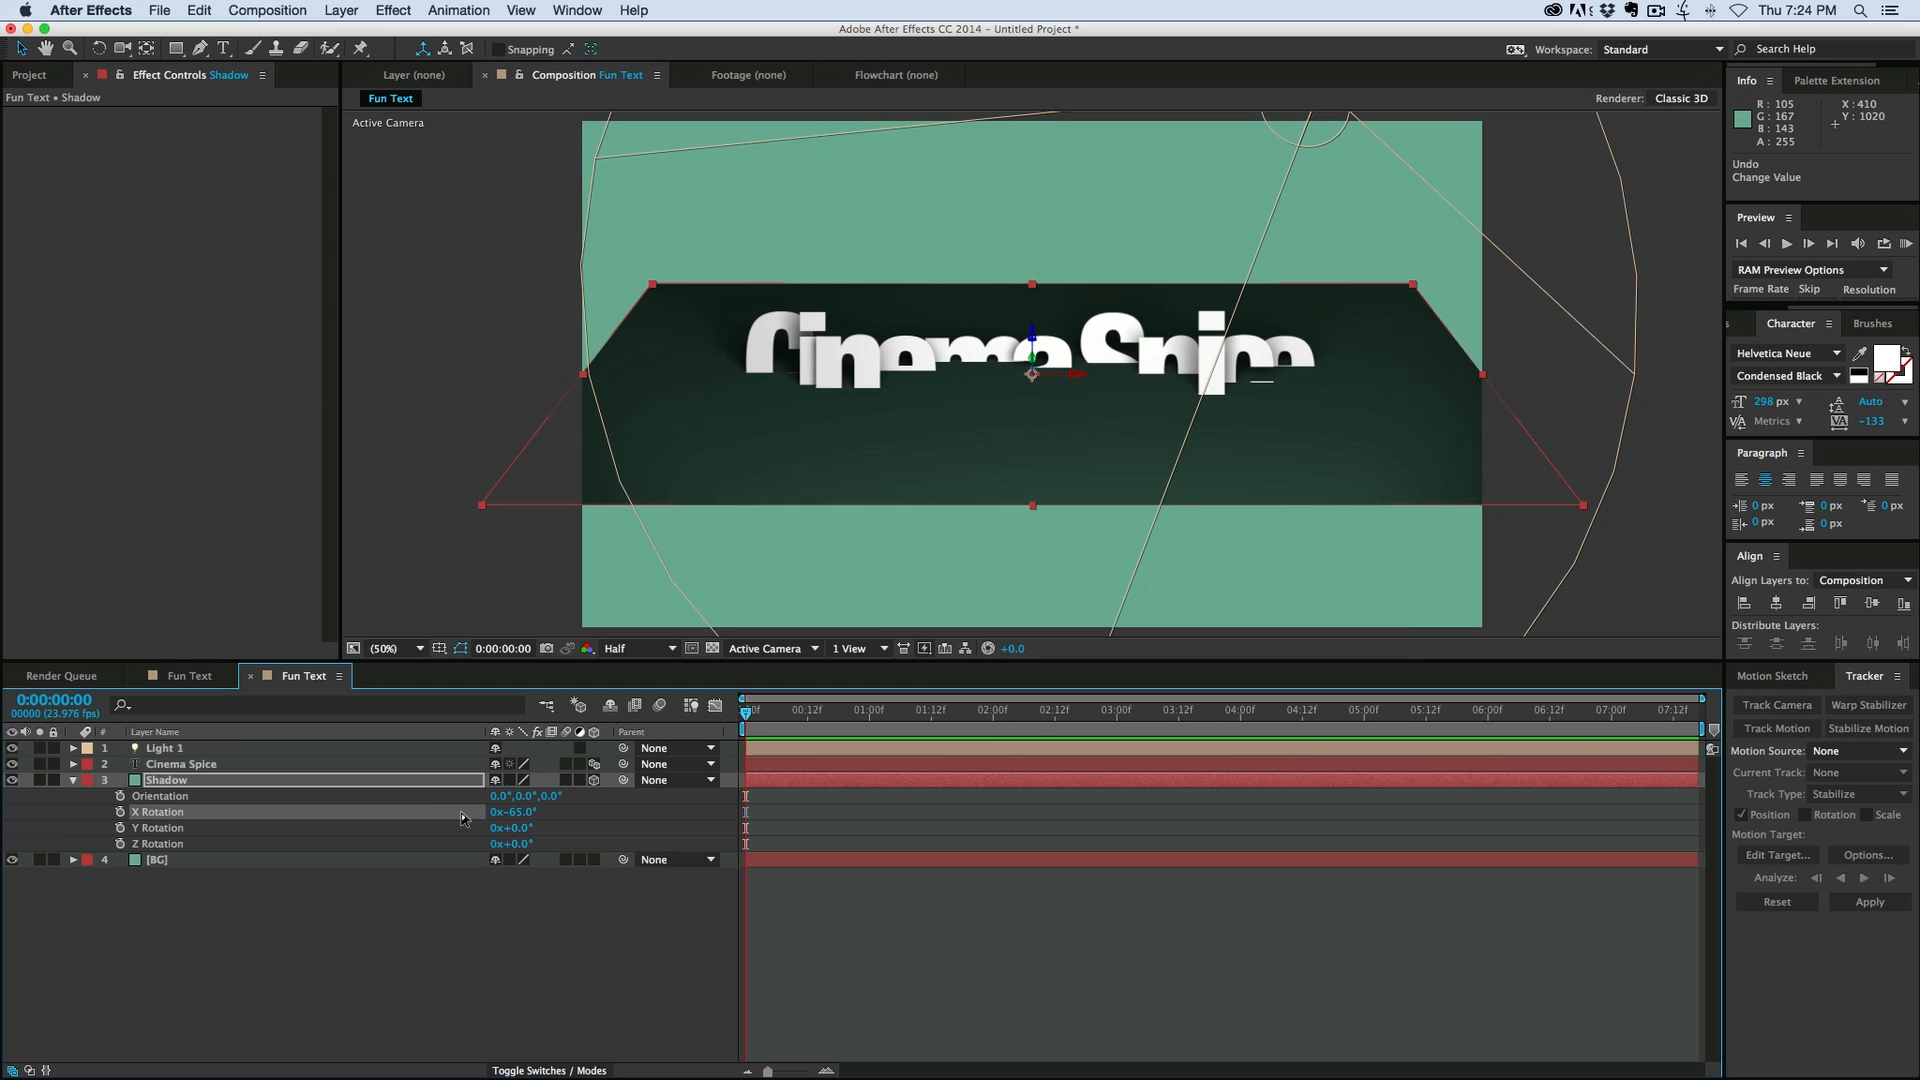 After Effects File Edit Composition Layer Effect Animation View Window Help Thu 7:24 PM
Adobe After Effects CC 2014 - Untitled Project *
Snapping Workspace: Standard Search Help
Project Effect Controls Shadow Layer (none) Composition Fun Text Footage (none) Flowchart (none) Info Palette Extension
Fun Text • Shadow Fun Text Renderer: Classic 3D
Active Camera
R: 105 X: 410
G: 167 Y: 1020
B: 143
A: 255
Undo
Change Value
Preview
RAM Preview Options
Frame Rate Skip Resolution
Cinema Spice
Character Brushes
Helvetica Neue
Condensed Black
298 px Auto
Metrics -133
Paragraph
0 px 0 px 0 px
0 px 0 px
Align
Align Layers to: Composition
Distribute Layers:
(50%) 0:00:00:00 Half Active Camera 1 View +0.0
Render Queue Fun Text Fun Text Motion Sketch Tracker
0:00:00:00
00000 (23.976 fps)
00:12f 01:00f 01:12f 02:00f 02:12f 03:00f 03:12f 04:00f 04:12f 05:00f 05:12f 06:00f 06:12f 07:00f 07:12f
# Layer Name fx Parent
1 Light 1 None
2 Cinema Spice None
3 Shadow None
Orientation 0.0°,0.0°,0.0°
X Rotation 0x-65.0°
Y Rotation 0x+0.0°
Z Rotation 0x+0.0°
4 [BG] None
Track Camera Warp Stabilizer
Track Motion Stabilize Motion
Motion Source: None
Current Track: None
Track Type: Stabilize
Position Rotation Scale
Motion Target:
Edit Target... Options...
Analyze:
Reset Apply
Toggle Switches / Modes